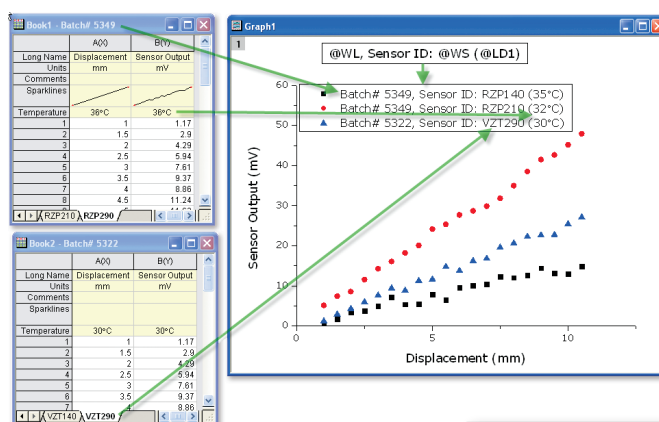 Book1 - Batch# 5349
A(X) B(Y)
Long Name Displacement Sensor Output
Units mm mV
Comments
Sparklines
Temperature 36°C 36°C
1 1 1.17
2 1.5 2.9
3 2 4.29
4 2.5 5.94
5 3 7.61
6 3.5 9.37
7 4 8.86
8 4.5 11.24
RZP210 RZP290
Book2 - Batch# 5322
A(X) B(Y)
Long Name Displacement Sensor Output
Units mm mV
Comments
Sparklines
Temperature 30°C 30°C
1 1 1.17
2 1.5 2.9
3 2 4.29
4 2.5 5.94
5 3 7.61
6 3.5 9.37
7 4 8.86
VZT140 VZT290
Graph1
1
@WL, Sensor ID: @WS (@LD1)
Batch# 5349, Sensor ID: RZP140 (35°C)
Batch# 5349, Sensor ID: RZP210 (32°C)
Batch# 5322, Sensor ID: VZT290 (30°C)
Sensor Output (mV)
60
50
40
30
20
10
0
0 5 10
Displacement (mm)